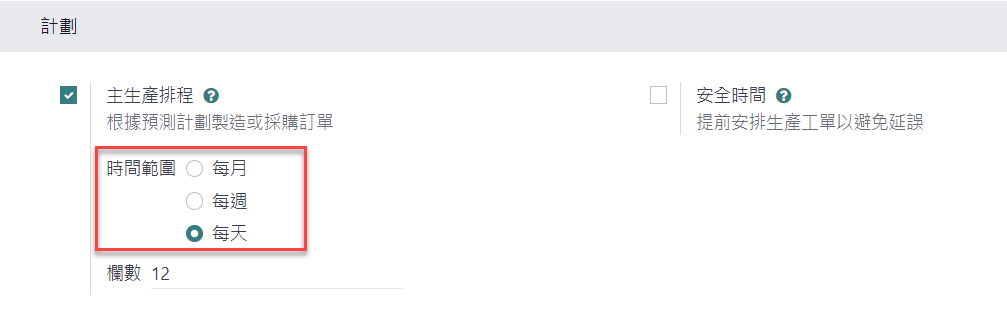 計劃
主生產排程
根據預測計劃製造或採購訂單
時間範圍 每月
每週
每天
欄數 12
安全時間
提前安排生產工單以避免延誤